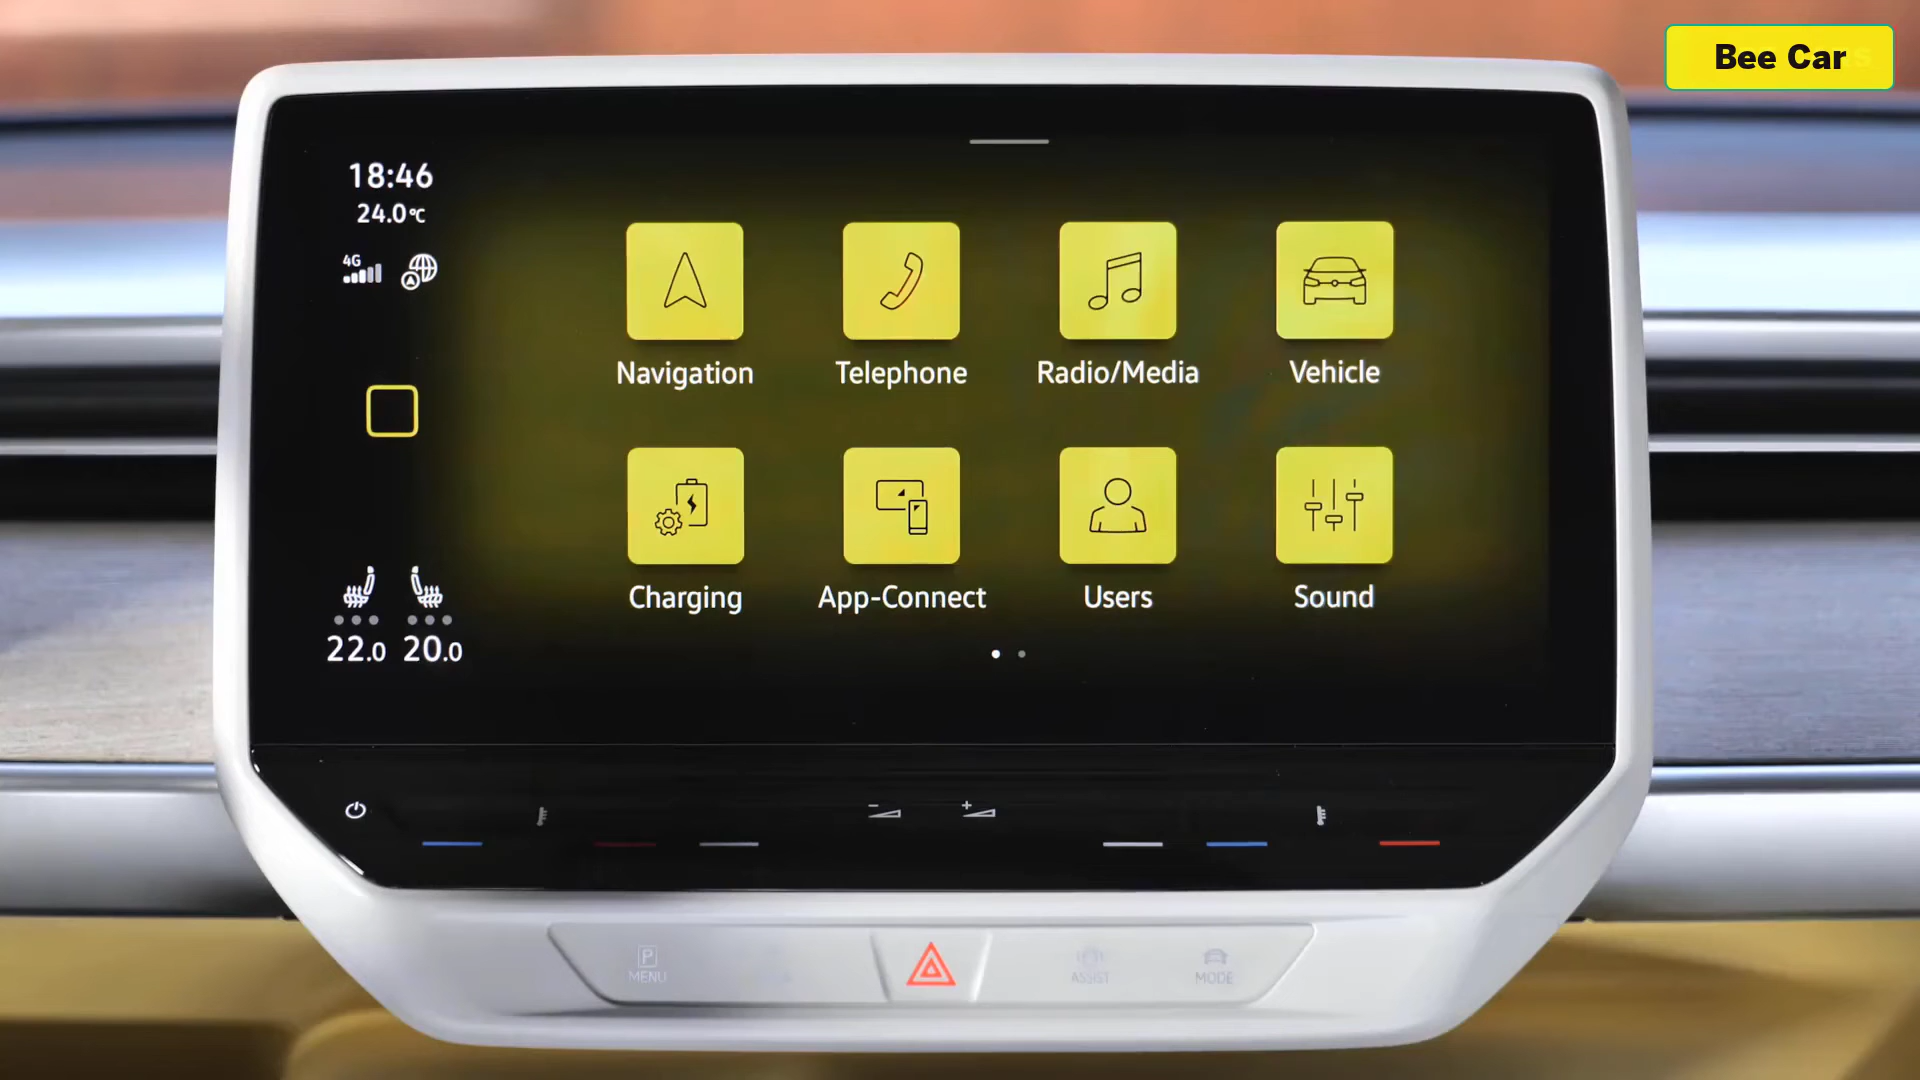 Bee Car
18:46
24.0°C
4G
A
Navigation
Telephone
Radio/Media
Vehicle
Charging
App-Connect
Users
Sound
22.0 20.0
P
MENU
ASSIST
MODE